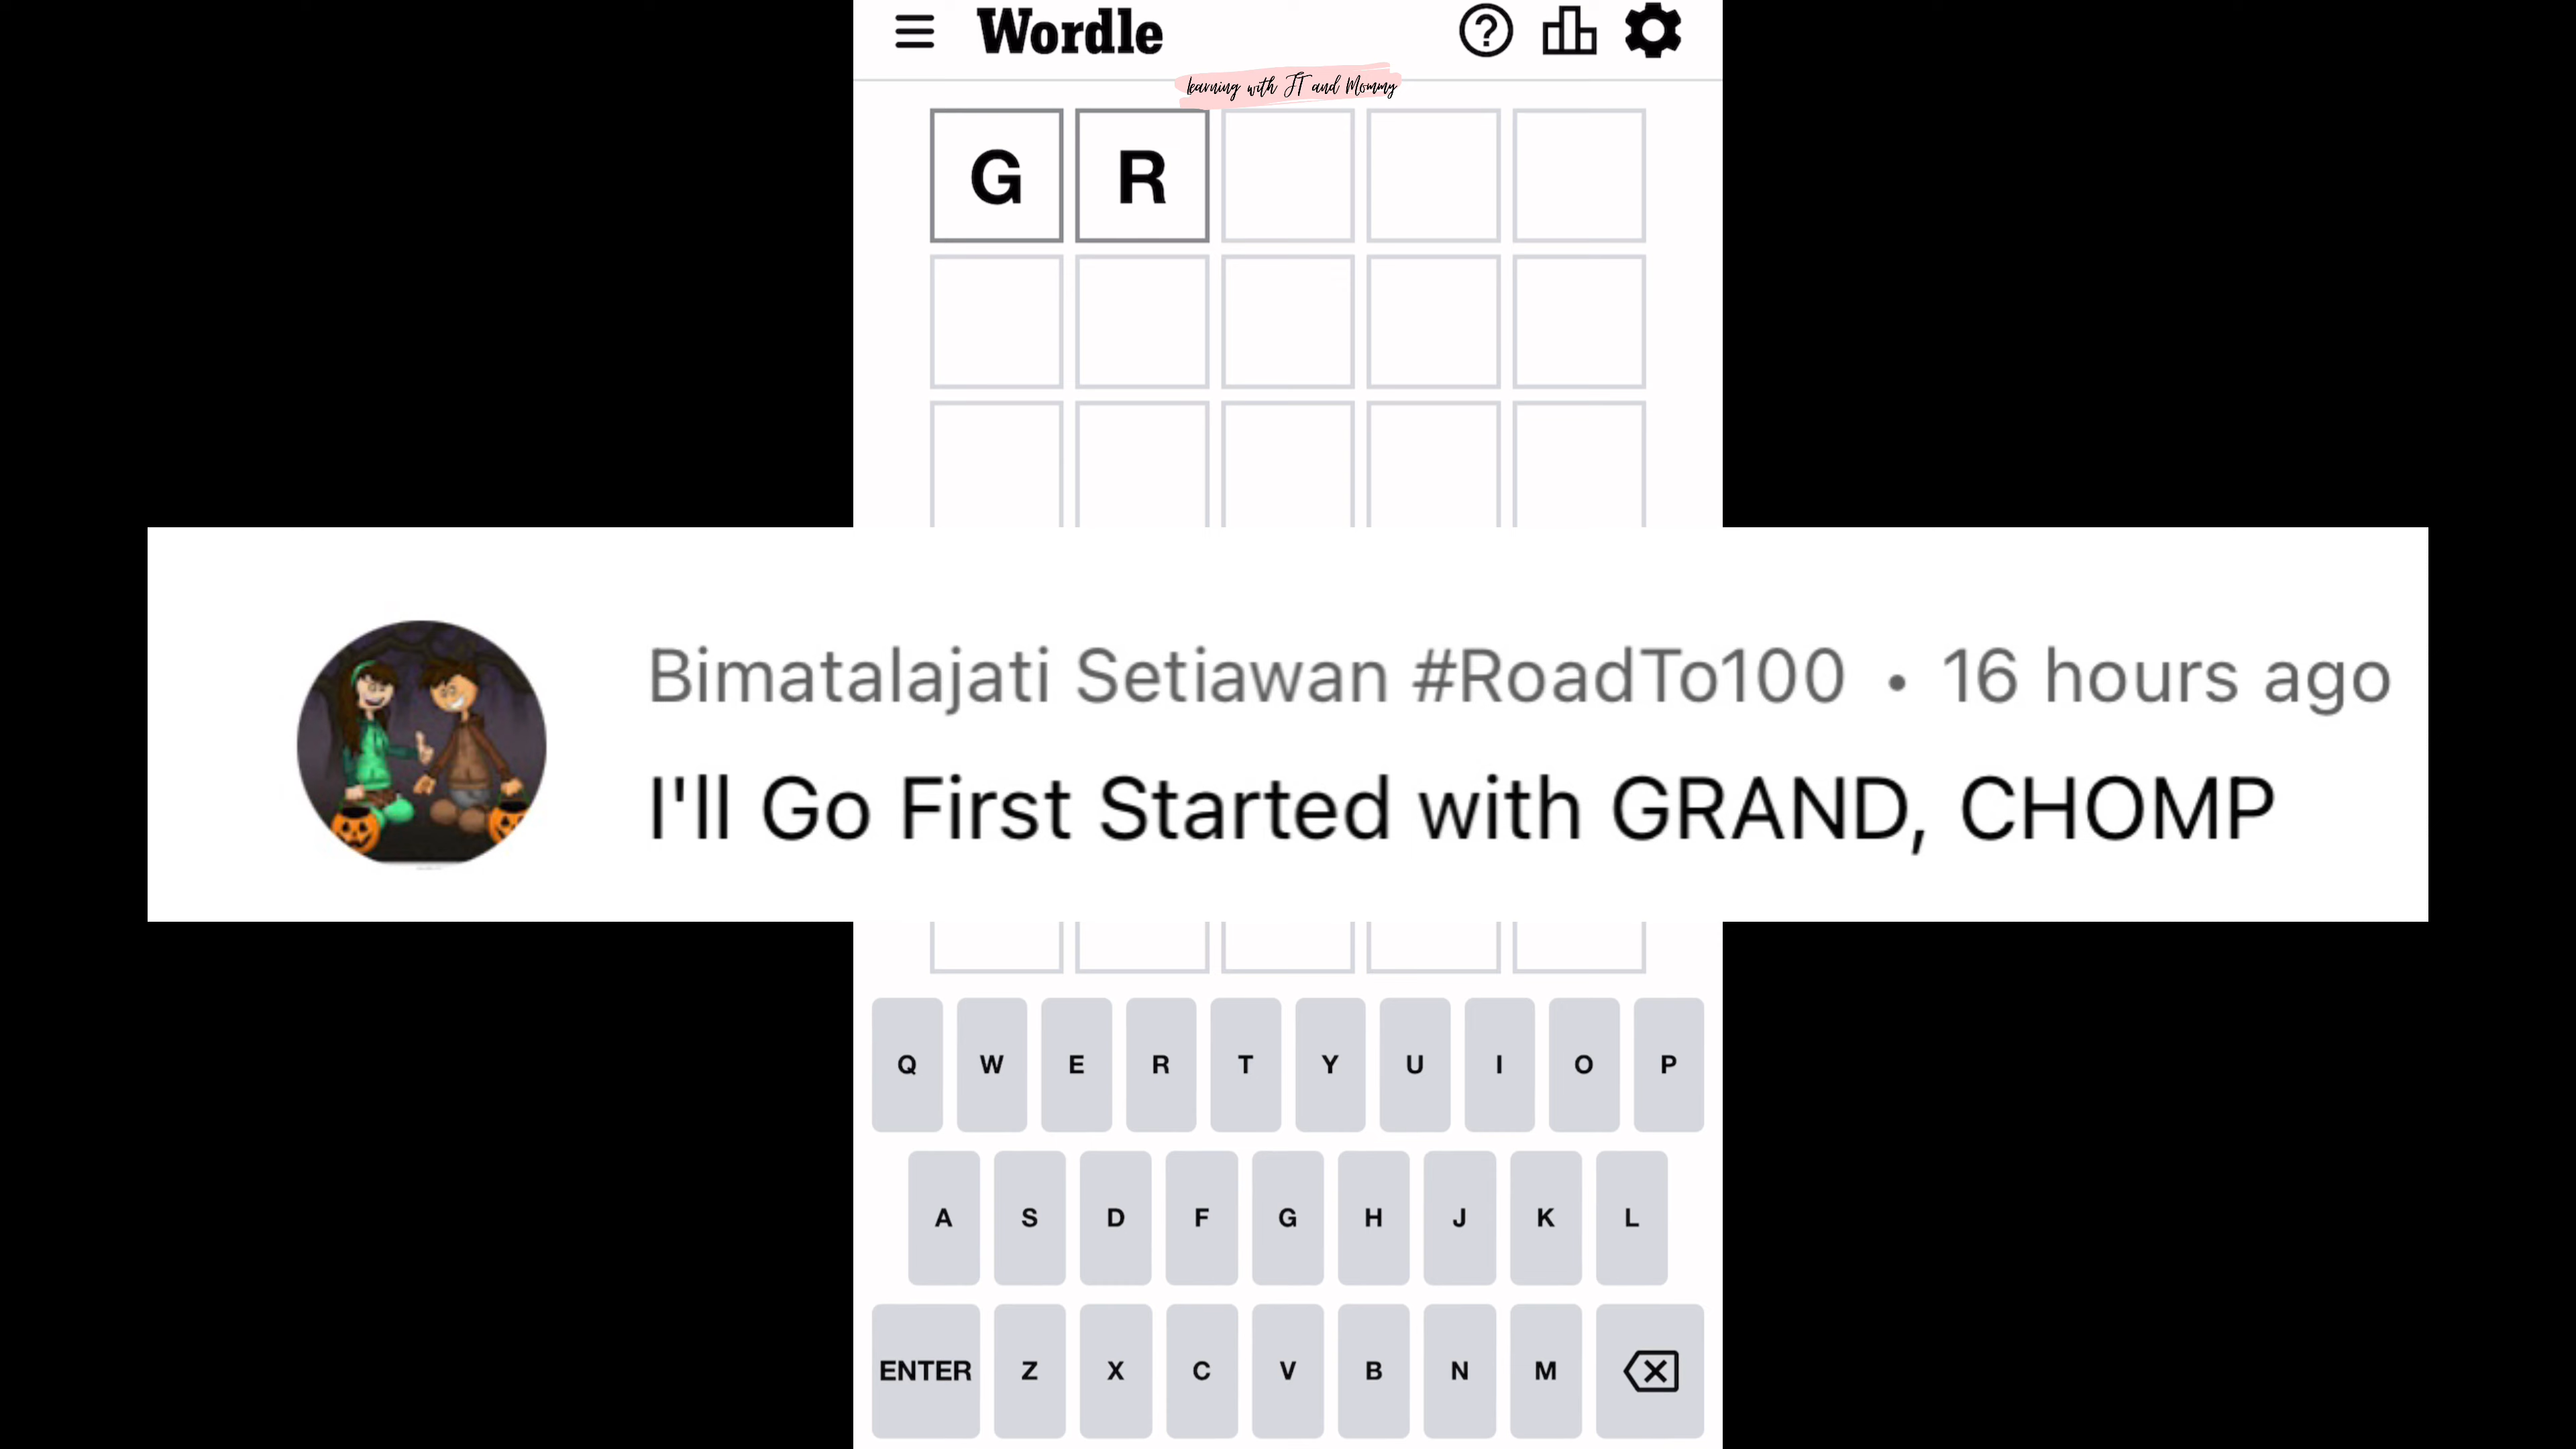 Wordle
learning with JT and Mommy
G R
Bimatalajati Setiawan #RoadTo100 • 16 hours ago
I'll Go First Started with GRAND, CHOMP
Q W E R T Y U I O P
A S D F G H J K L
ENTER Z X C V B N M